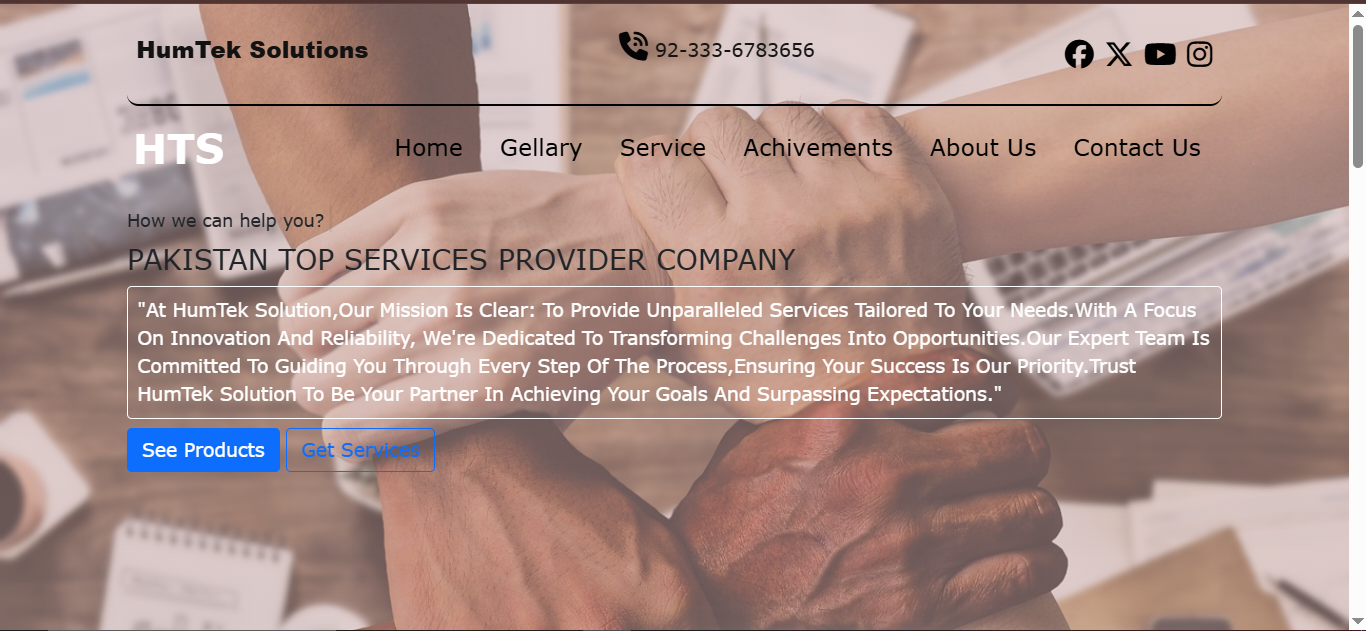 HumTek Solutions
92-333-6783656
HTS
Home
Gellary
Service
Achivements
About Us
Contact Us
How we can help you?
PAKISTAN TOP SERVICES PROVIDER COMPANY
"At HumTek Solution,Our Mission Is Clear: To Provide Unparalleled Services Tailored To Your Needs.With A Focus
On Innovation And Reliability, We're Dedicated To Transforming Challenges Into Opportunities.Our Expert Team Is
Committed To Guiding You Through Every Step Of The Process,Ensuring Your Success Is Our Priority.Trust
HumTek Solution To Be Your Partner In Achieving Your Goals And Surpassing Expectations."
See Products
Get Services